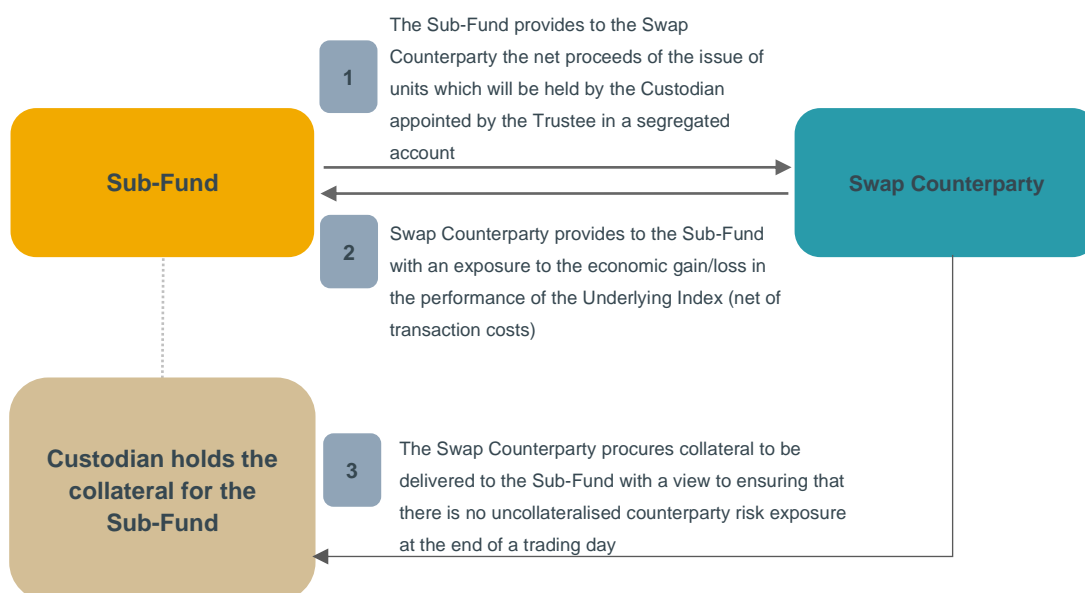 The Sub-Fund provides to the Swap
Counterparty the net proceeds of the issue of
units which will be held by the Custodian
appointed by the Trustee in a segregated
account
1
Sub-Fund
Swap Counterparty
2
Swap Counterparty provides to the Sub-Fund
with an exposure to the economic gain/loss in
the performance of the Underlying Index (net of
transaction costs)
Custodian holds the
collateral for the
Sub-Fund
3
The Swap Counterparty procures collateral to be
delivered to the Sub-Fund with a view to ensuring that
there is no uncollateralised counterparty risk exposure
at the end of a trading day